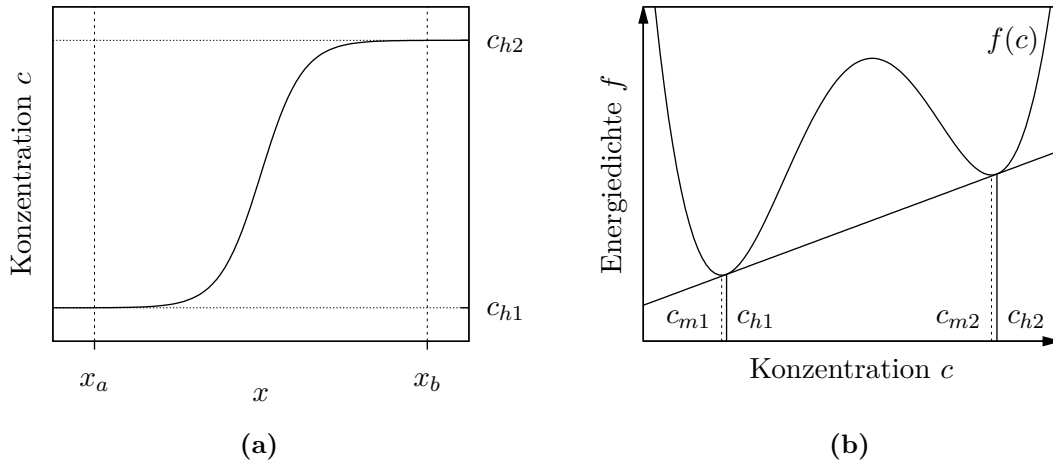 Konzentration c
c_{h2}
c_{h1}
x_a
x_b
x
(a)
Energiedichte f
f(c)
c_{m1}
c_{h1}
c_{m2}
c_{h2}
Konzentration c
(b)